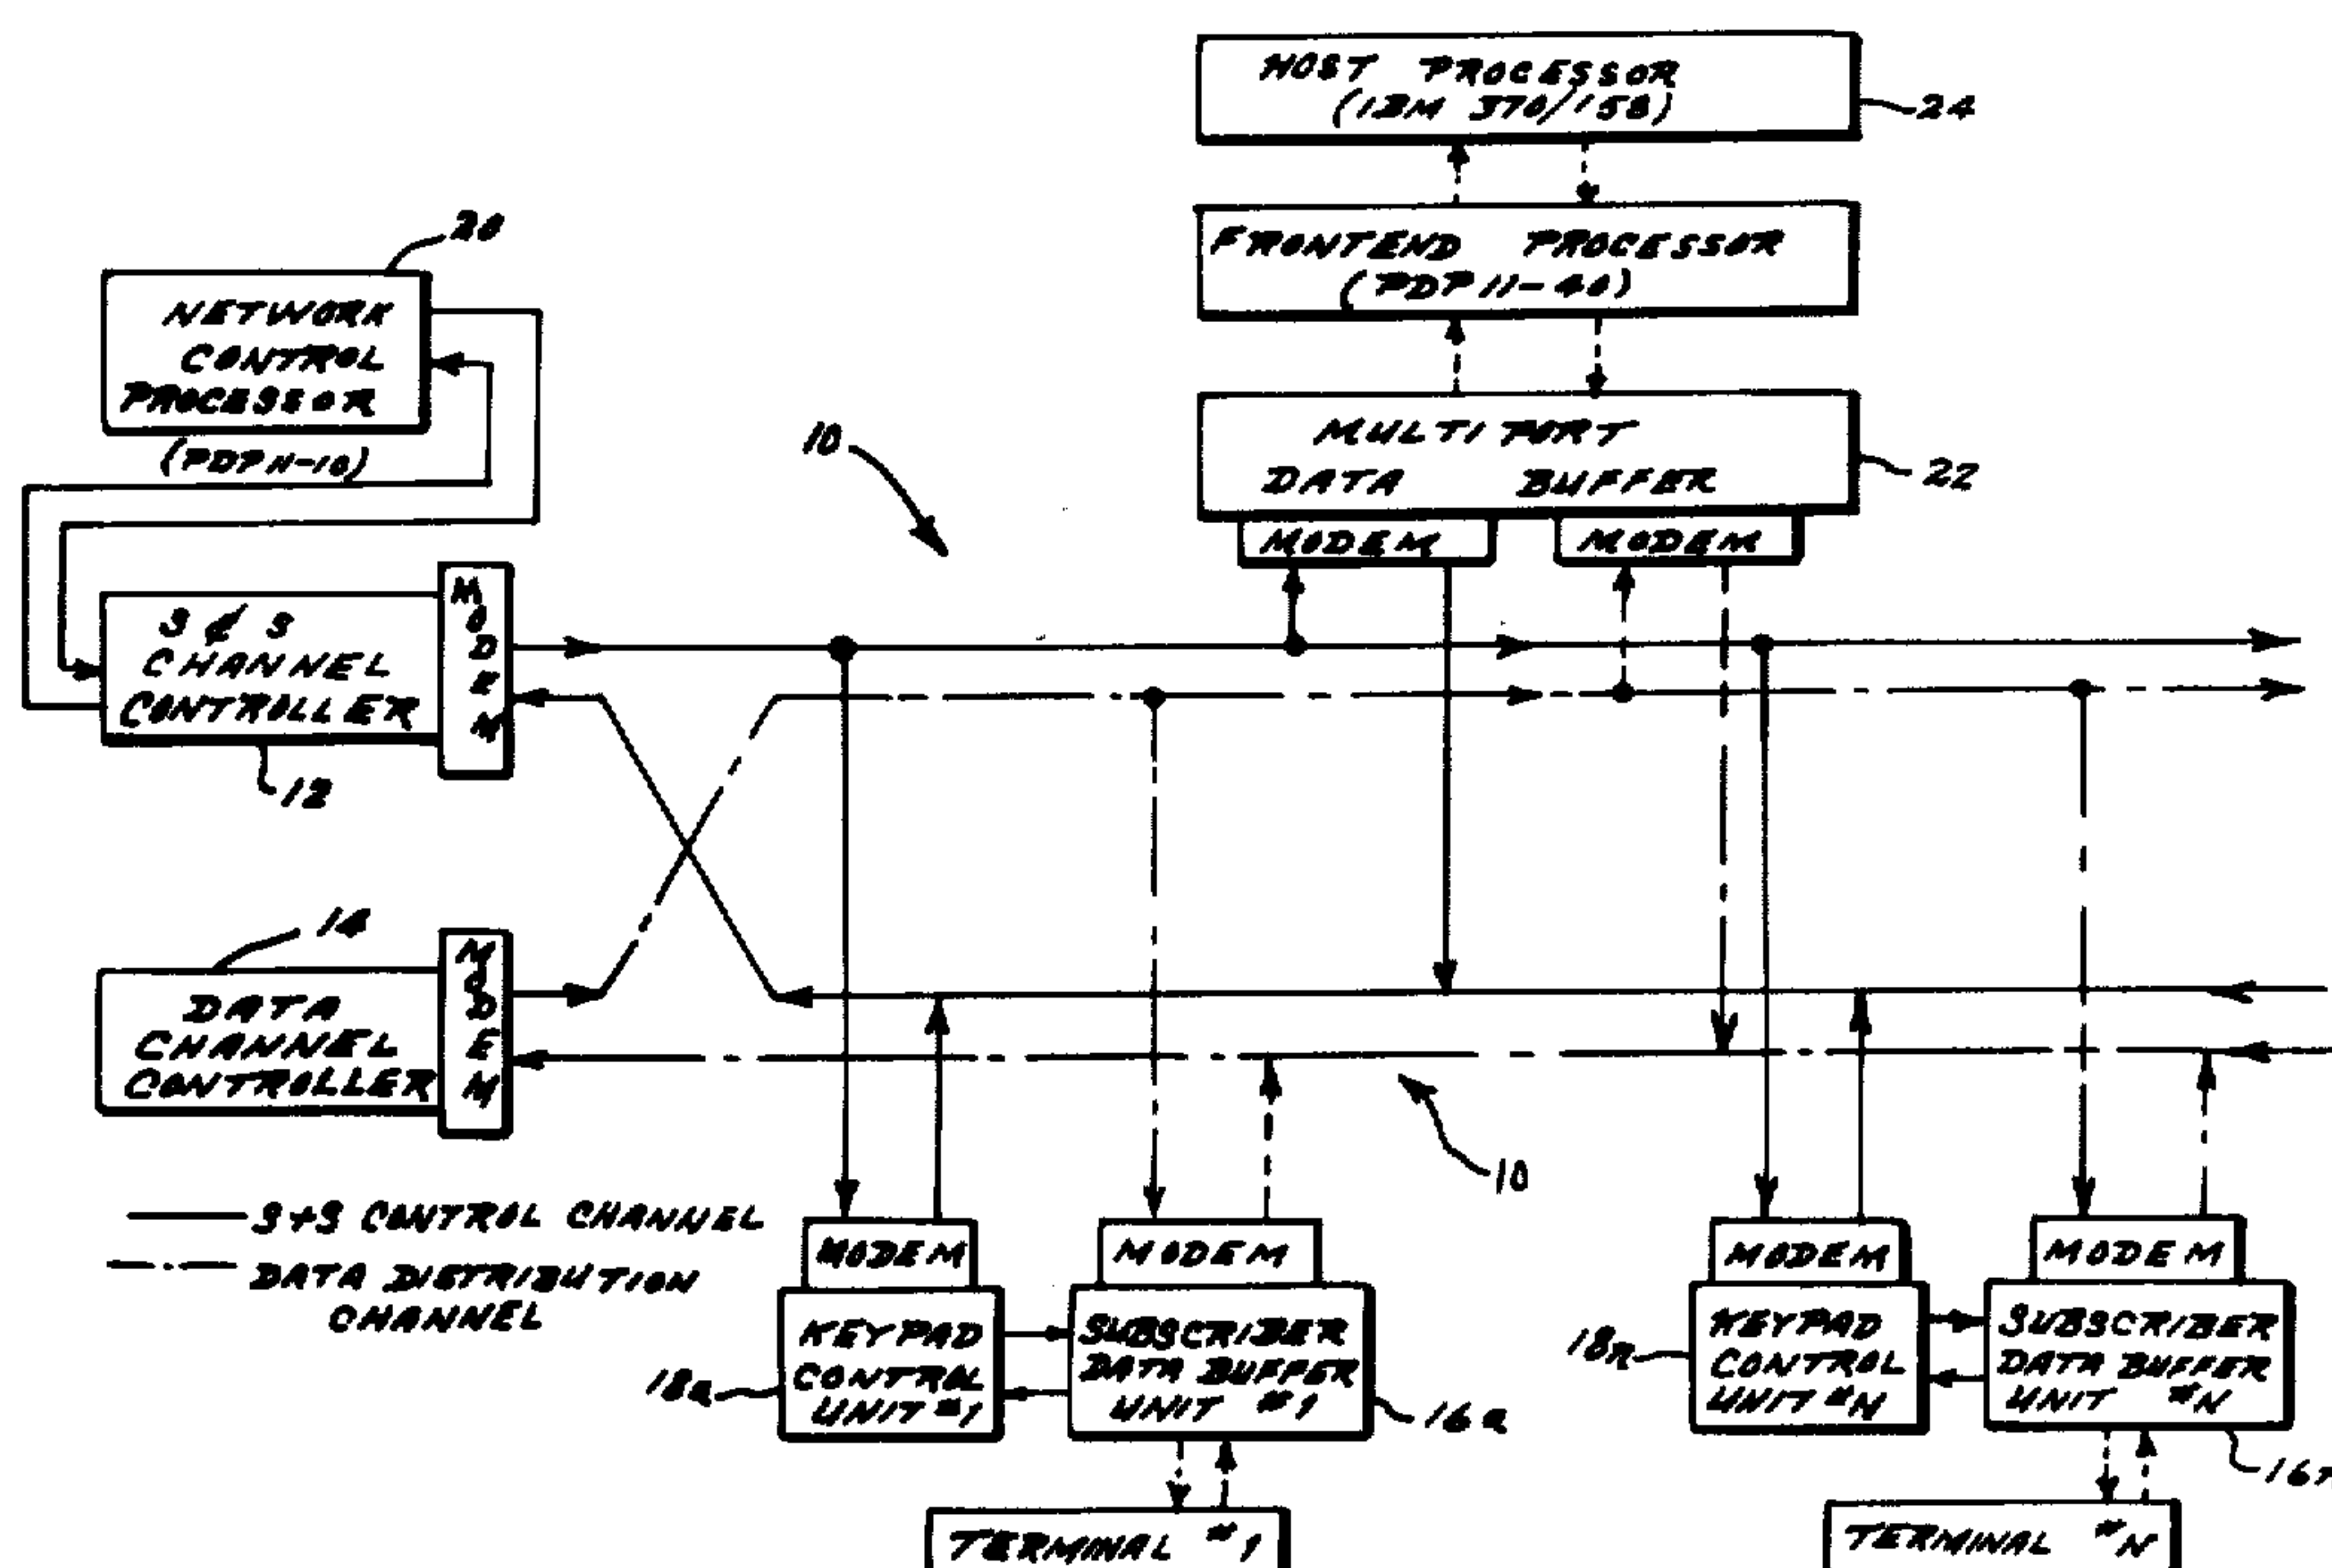 HOST PROCESSOR
(IBM 370/158)
24
FRONTEND PROCESSOR
(PDP 11-40)
20
NETWORK
CONTROL
PROCESSOR
(PDP 11-10)
10
MULTI PORT
DATA BUFFER
22
MODEM
MODEM
S & S
CHANNEL
CONTROLLER
MODEM
12
14
DATA
CHANNEL
CONTROLLER
MODEM
10
S+S CONTROL CHANNEL
DATA DISTRIBUTION
CHANNEL
MODEM
MODEM
MODEM
MODEM
KEYPAD
CONTROL
UNIT #1
18a
SUBSCRIBER
DATA BUFFER
UNIT #1
16a
KEYPAD
CONTROL
UNIT #N
18n
SUBSCRIBER
DATA BUFFER
UNIT #N
16n
TERMINAL #1
TERMINAL #N